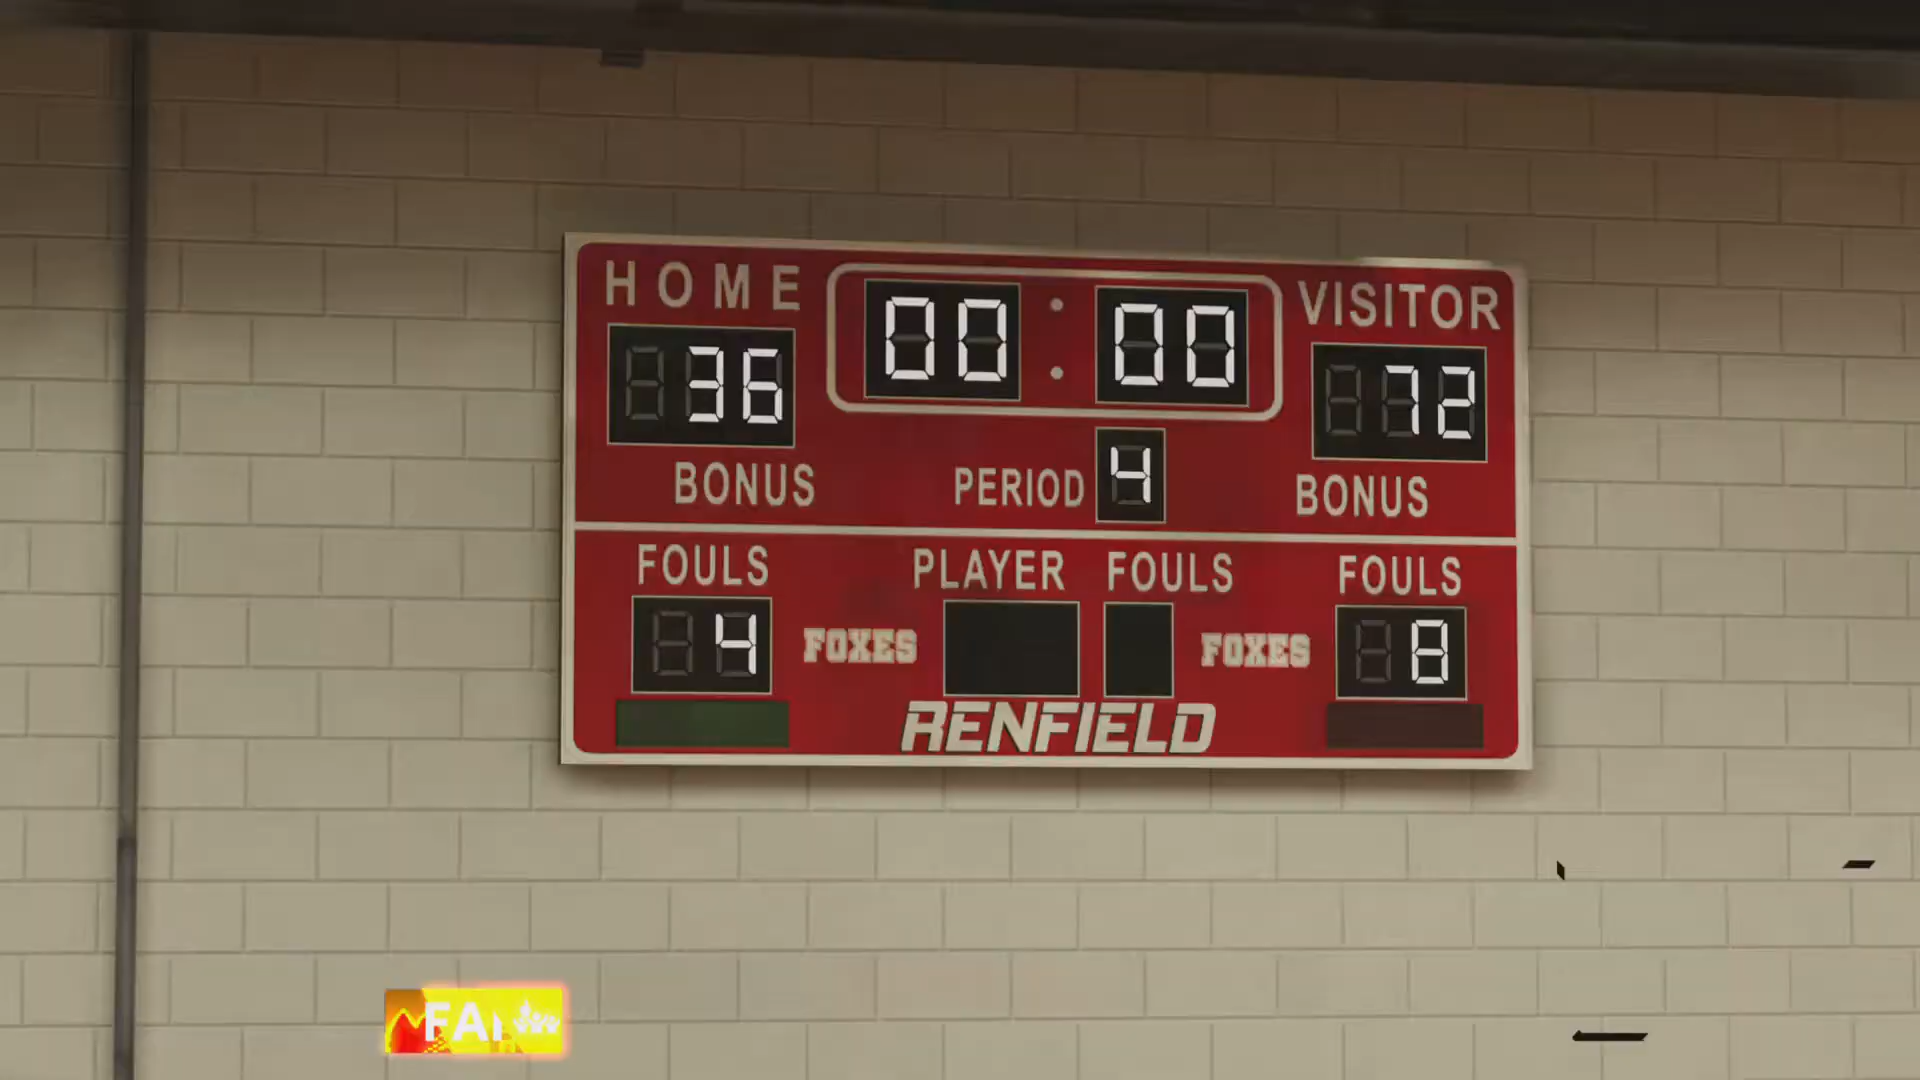 HOME 00:00 VISITOR
36 72
BONUS PERIOD 4 BONUS
FOULS PLAYER FOULS FOULS
4 FOXES FOXES 8
RENFIELD